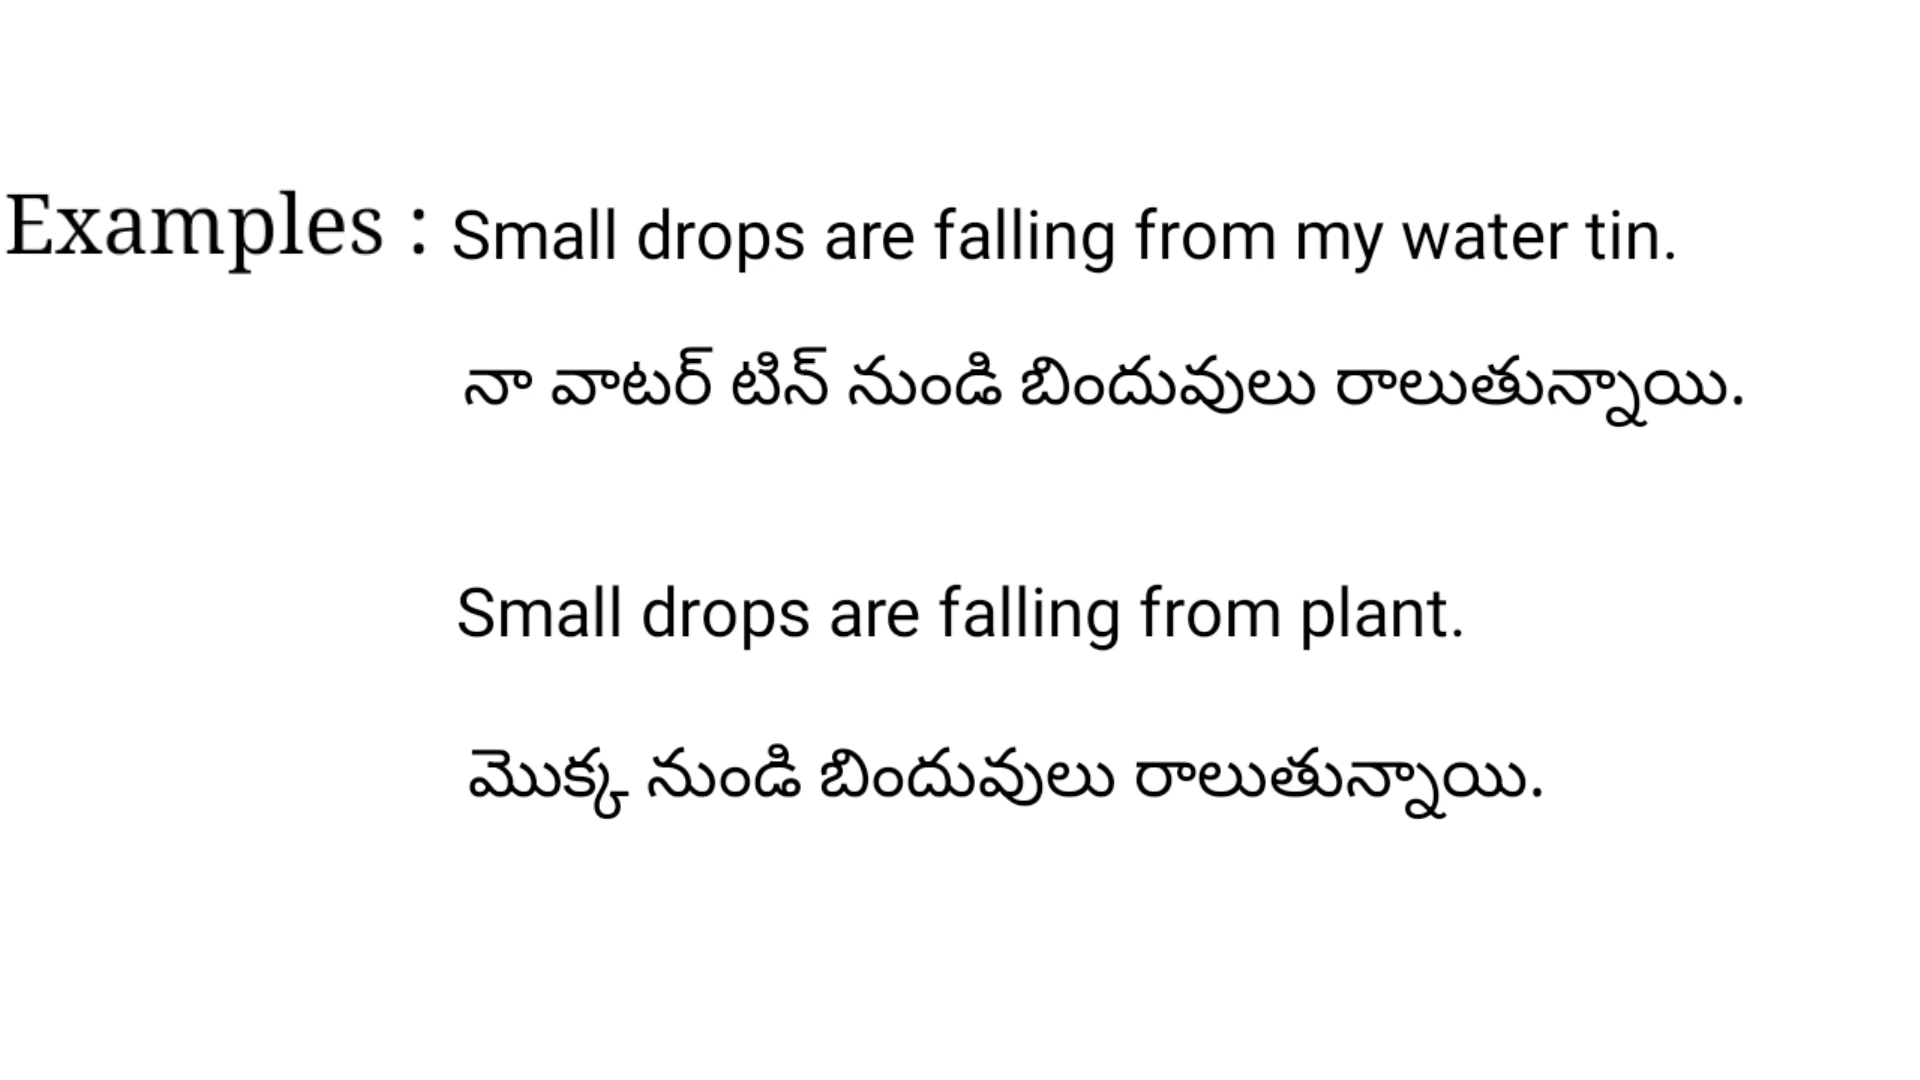 Examples : Small drops are falling from my water tin.
నా వాటర్ టిన్ నుండి బిందువులు రాలుతున్నాయి.
Small drops are falling from plant.
మొక్క నుండి బిందువులు రాలుతున్నాయి.